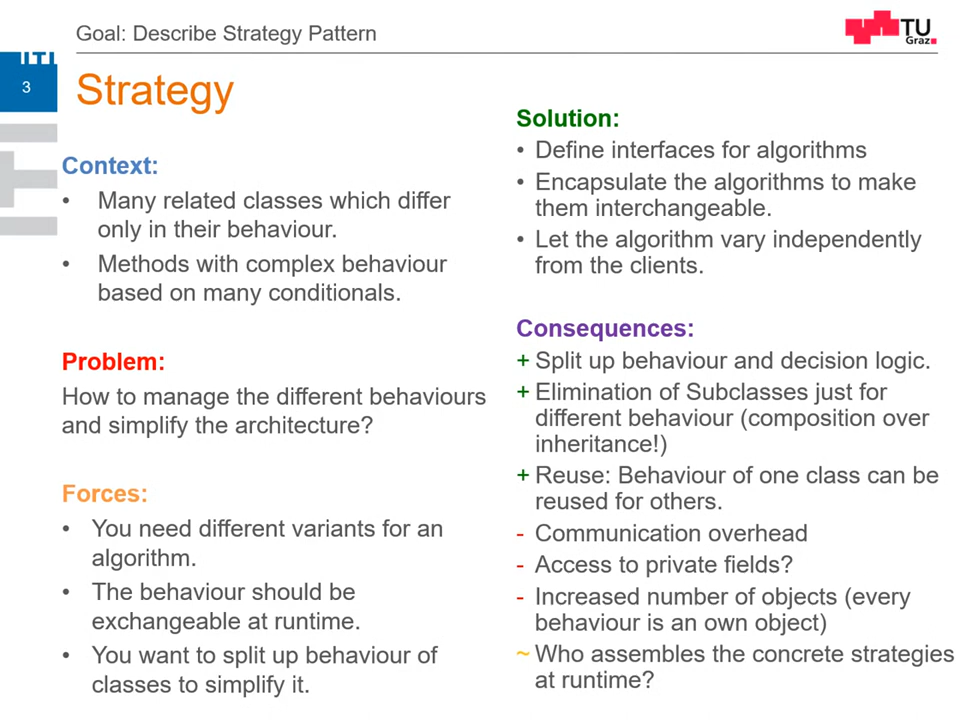 Goal: Describe Strategy Pattern
TU
Graz
3
Strategy
Context:
• Many related classes which differ
only in their behaviour.
• Methods with complex behaviour
based on many conditionals.
Problem:
How to manage the different behaviours
and simplify the architecture?
Forces:
• You need different variants for an
algorithm.
• The behaviour should be
exchangeable at runtime.
• You want to split up behaviour of
classes to simplify it.
Solution:
• Define interfaces for algorithms
• Encapsulate the algorithms to make
them interchangeable.
• Let the algorithm vary independently
from the clients.
Consequences:
+ Split up behaviour and decision logic.
+ Elimination of Subclasses just for
different behaviour (composition over
inheritance!)
+ Reuse: Behaviour of one class can be
reused for others.
- Communication overhead
- Access to private fields?
- Increased number of objects (every
behaviour is an own object)
~ Who assembles the concrete strategies
at runtime?